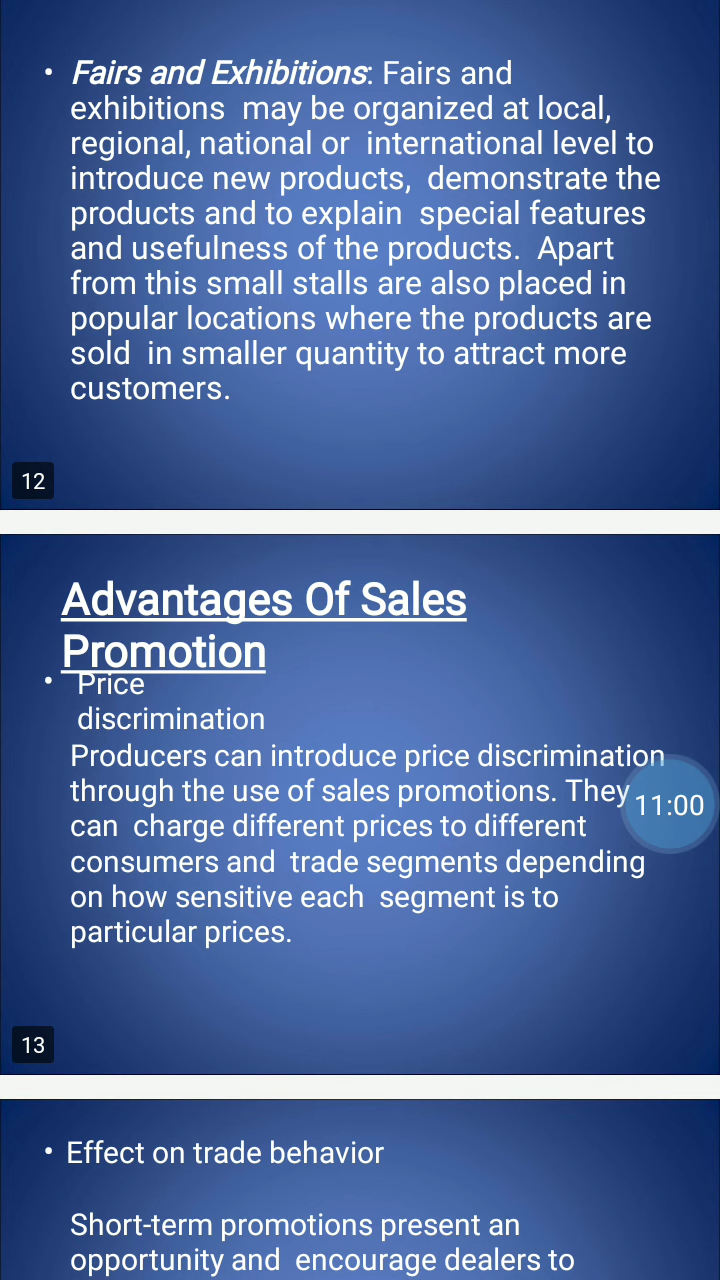 • Fairs and Exhibitions: Fairs and
exhibitions may be organized at local,
regional, national or international level to
introduce new products, demonstrate the
products and to explain special features
and usefulness of the products. Apart
from this small stalls are also placed in
popular locations where the products are
sold in smaller quantity to attract more
customers.
12
Advantages Of Sales
Promotion
• Price
discrimination
Producers can introduce price discrimination
through the use of sales promotions. They
11:00
can charge different prices to different
consumers and trade segments depending
on how sensitive each segment is to
particular prices.
13
• Effect on trade behavior
Short-term promotions present an
opportunity and encourage dealers to